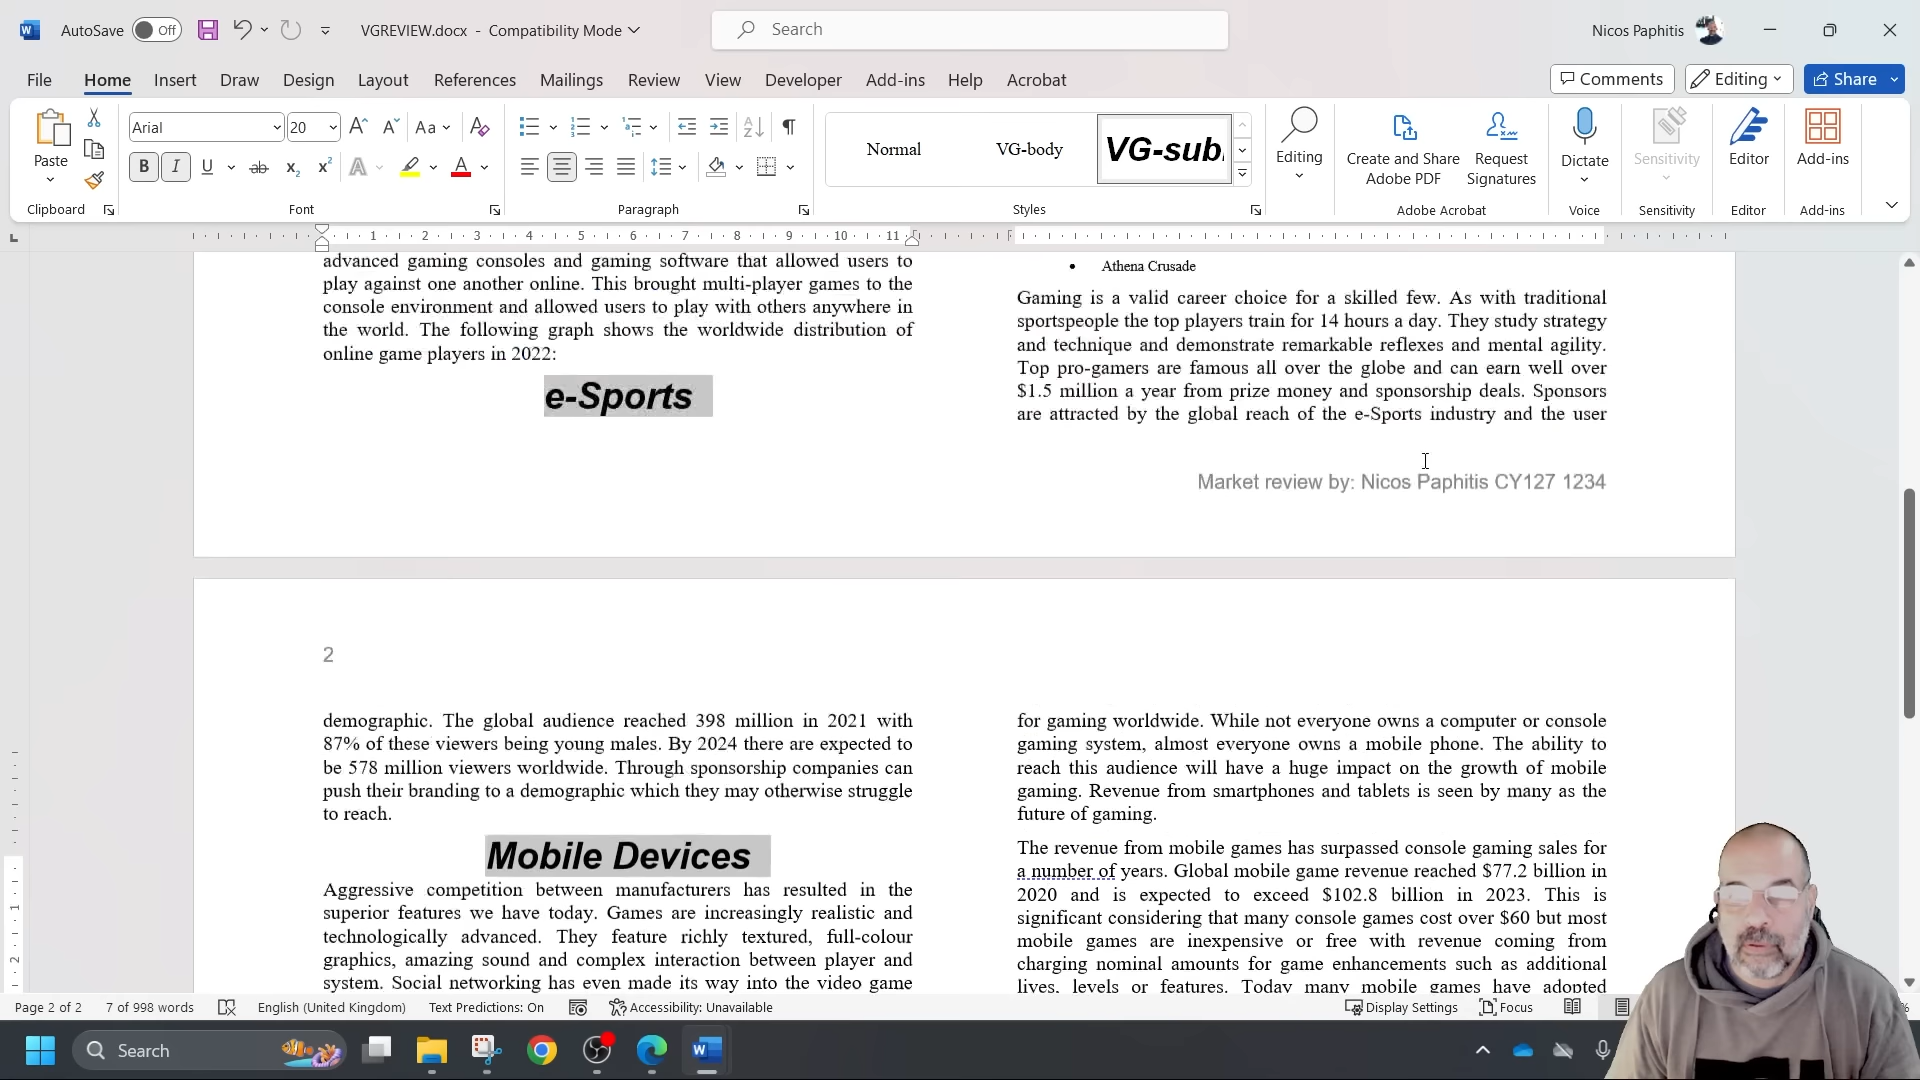 AutoSave Off VGREVIEW.docx - Compatibility Mode Search Nicos Paphitis
File Home Insert Draw Design Layout References Mailings Review View Developer Add-ins Help Acrobat Comments Editing Share
Arial 20 Aa
Paste
Normal VG-body VG-sub
Editing
Create and Share Adobe PDF
Request Signatures
Dictate
Sensitivity
Editor
Add-ins
Clipboard Font Paragraph Styles Adobe Acrobat Voice Sensitivity Editor Add-ins
1 2 3 4 5 6 7 8 9 10 11
advanced gaming consoles and gaming software that allowed users to
play against one another online. This brought multi-player games to the
console environment and allowed users to play with others anywhere in
the world. The following graph shows the worldwide distribution of
online game players in 2022:
e-Sports
• Athena Crusade
Gaming is a valid career choice for a skilled few. As with traditional
sportspeople the top players train for 14 hours a day. They study strategy
and technique and demonstrate remarkable reflexes and mental agility.
Top pro-gamers are famous all over the globe and can earn well over
$1.5 million a year from prize money and sponsorship deals. Sponsors
are attracted by the global reach of the e-Sports industry and the user
Market review by: Nicos Paphitis CY127 1234
2
demographic. The global audience reached 398 million in 2021 with
87% of these viewers being young males. By 2024 there are expected to
be 578 million viewers worldwide. Through sponsorship companies can
push their branding to a demographic which they may otherwise struggle
to reach.
Mobile Devices
Aggressive competition between manufacturers has resulted in the
superior features we have today. Games are increasingly realistic and
technologically advanced. They feature richly textured, full-colour
graphics, amazing sound and complex interaction between player and
system. Social networking has even made its way into the video game
for gaming worldwide. While not everyone owns a computer or console
gaming system, almost everyone owns a mobile phone. The ability to
reach this audience will have a huge impact on the growth of mobile
gaming. Revenue from smartphones and tablets is seen by many as the
future of gaming.
The revenue from mobile games has surpassed console gaming sales for
a number of years. Global mobile game revenue reached $77.2 billion in
2020 and is expected to exceed $102.8 billion in 2023. This is
significant considering that many console games cost over $60 but most
mobile games are inexpensive or free with revenue coming from
charging nominal amounts for game enhancements such as additional
lives, levels or features. Today many mobile games have adopted
Page 2 of 2 7 of 998 words English (United Kingdom) Text Predictions: On Accessibility: Unavailable Display Settings Focus
Search